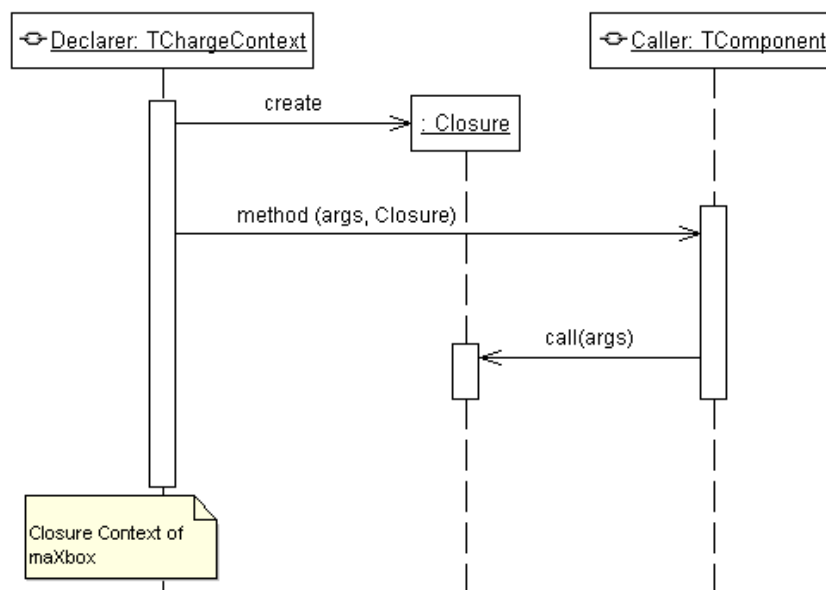 Declarer: TChargeContext
Caller: TComponent
create
: Closure
method (args, Closure)
call(args)
Closure Context of
maXbox